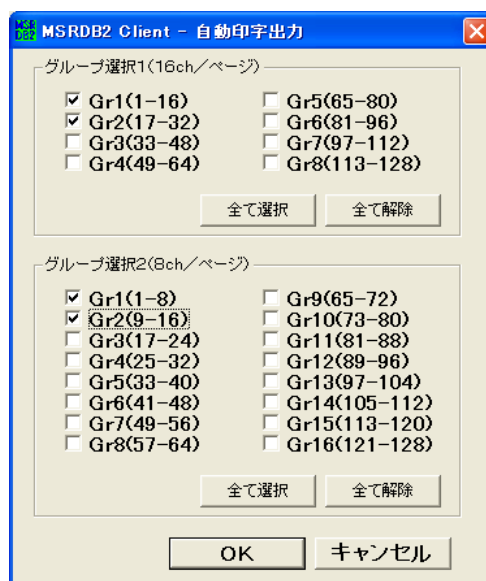 MSR DB2 MSRDB2 Client - 自動印字出力
グループ選択1(16ch／ページ)
Gr1(1-16) Gr5(65-80)
Gr2(17-32) Gr6(81-96)
Gr3(33-48) Gr7(97-112)
Gr4(49-64) Gr8(113-128)
全て選択 全て解除
グループ選択2(8ch／ページ)
Gr1(1-8) Gr9(65-72)
Gr2(9-16) Gr10(73-80)
Gr3(17-24) Gr11(81-88)
Gr4(25-32) Gr12(89-96)
Gr5(33-40) Gr13(97-104)
Gr6(41-48) Gr14(105-112)
Gr7(49-56) Gr15(113-120)
Gr8(57-64) Gr16(121-128)
全て選択 全て解除
OK キャンセル